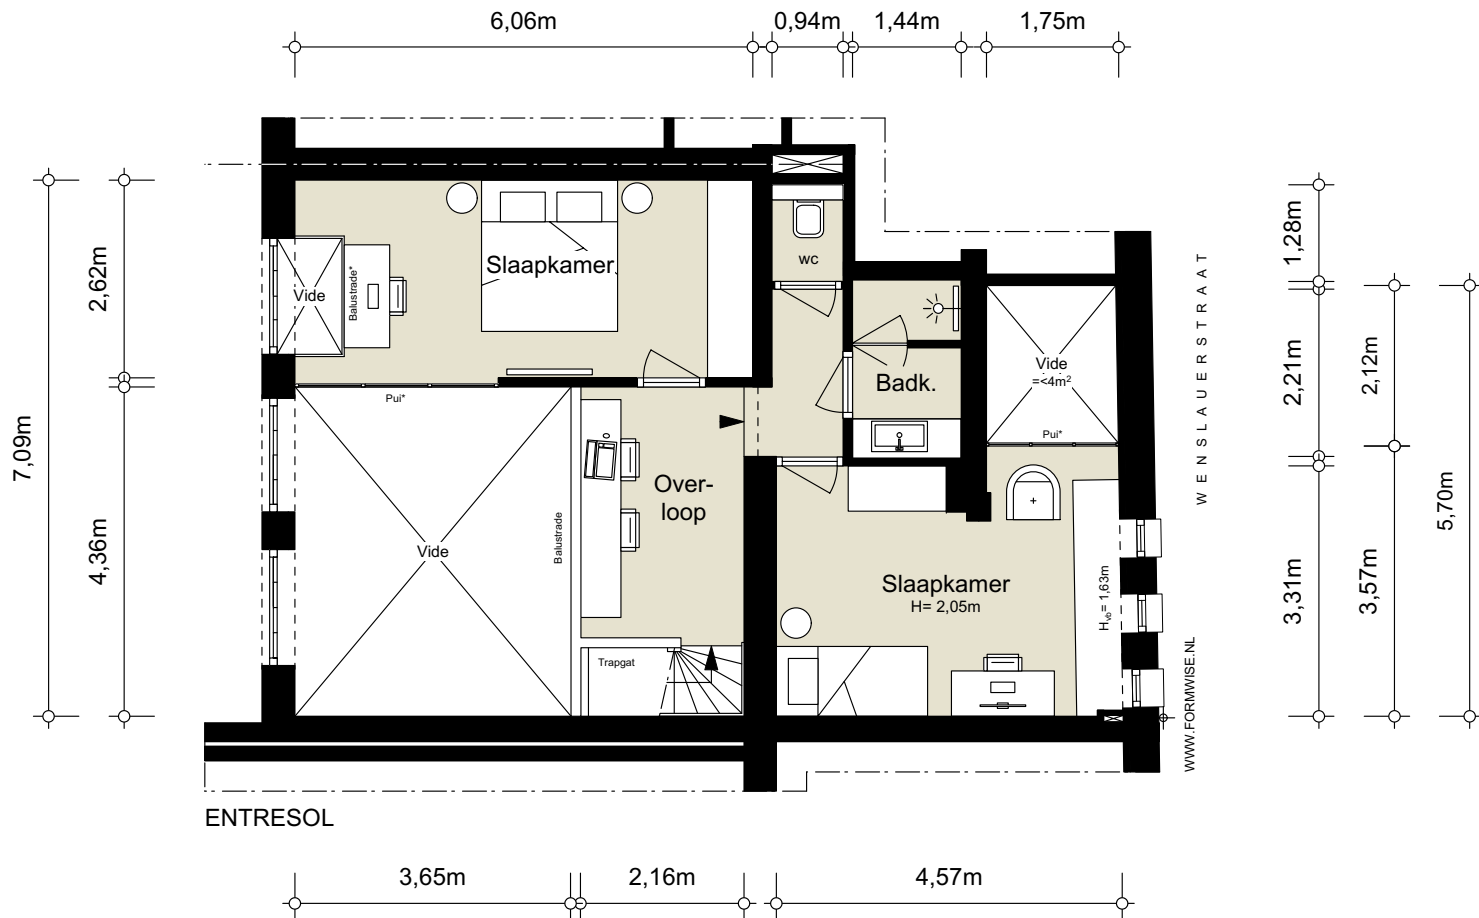 6,06m
0,94m
1,44m
1,75m
2,62m
7,09m
4,36m
Slaapkamer
Vide
Balustrade*
wc
Badk.
Vide
=<4m²
Pui*
Pui*
Over-
loop
Vide
Balustrade
Trapgat
Slaapkamer
H= 2,05m
Hvb= 1,63m
WENSLAUERSTRAAT
WWW.FORMWISE.NL
1,28m
2,21m
2,12m
3,31m
3,57m
5,70m
ENTRESOL
3,65m
2,16m
4,57m